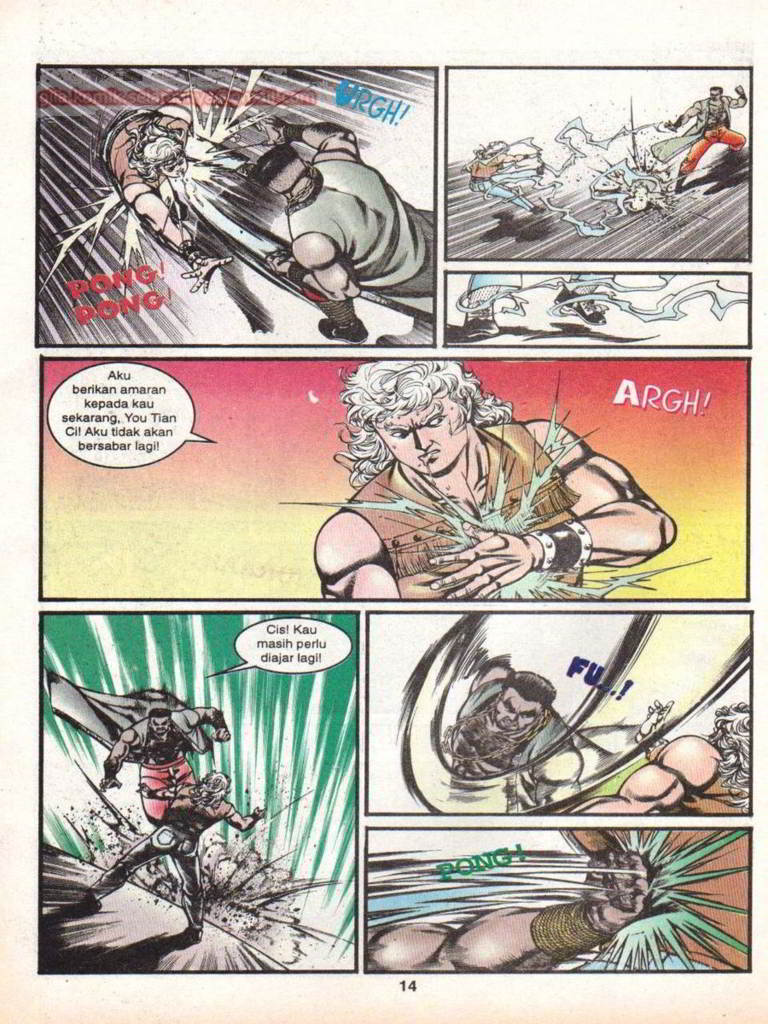 URGH!
PONG!
PONG!
Aku
berikan amaran
kepada kau
sekarang, You Tian
Ci! Aku tidak akan
bersabar lagi!
ARGH!
Cis! Kau
masih perlu
diajar lagi!
FU...!
PONG!
14